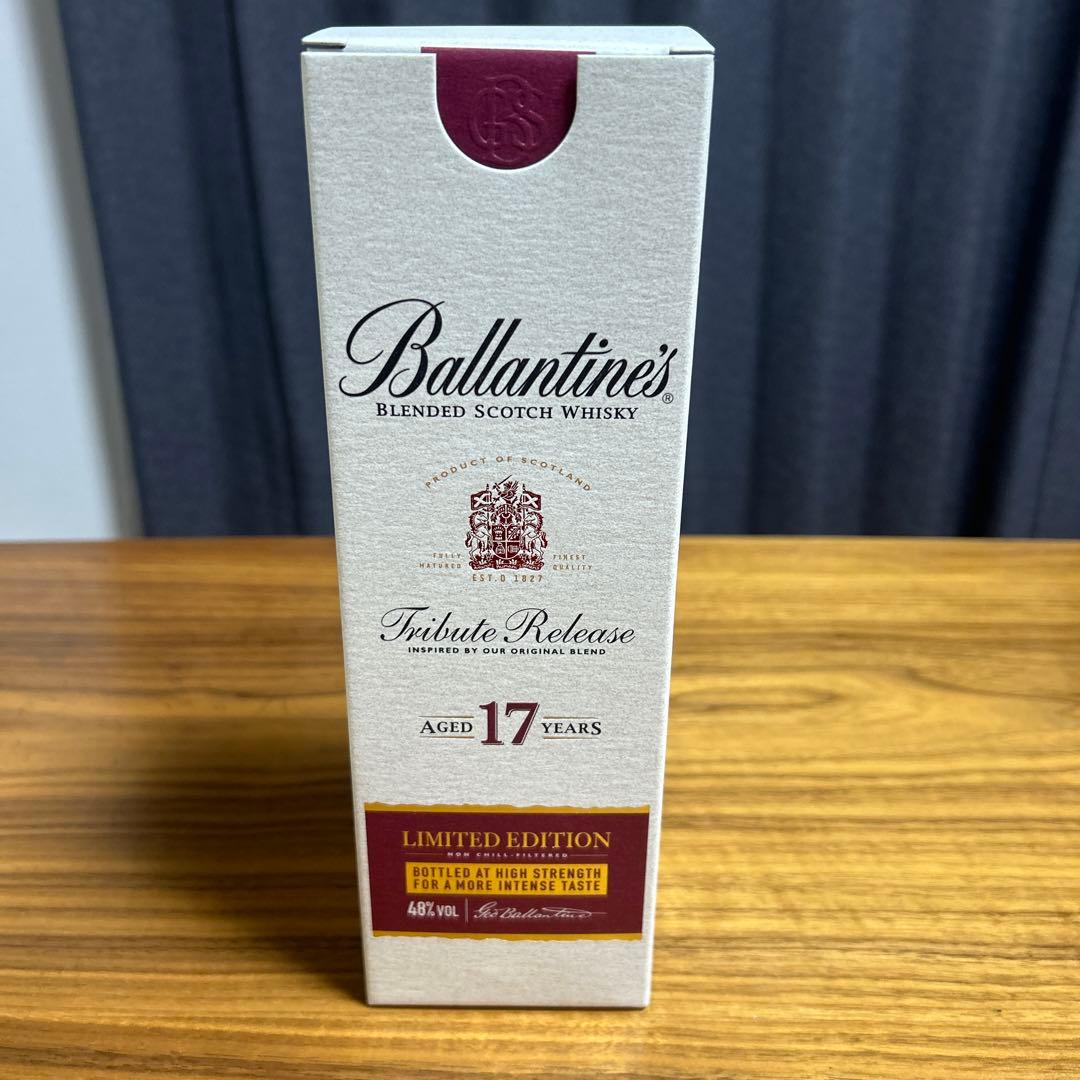 Ballantine's®
BLENDED SCOTCH WHISKY
PRODUCT OF SCOTLAND
FULLY MATURED
FINEST QUALITY
EST.D 1827
Tribute Release
INSPIRED BY OUR ORIGINAL BLEND
AGED 17 YEARS
LIMITED EDITION
NON CHILL-FILTERED
BOTTLED AT HIGH STRENGTH
FOR A MORE INTENSE TASTE
48% VOL Geo Ballantine